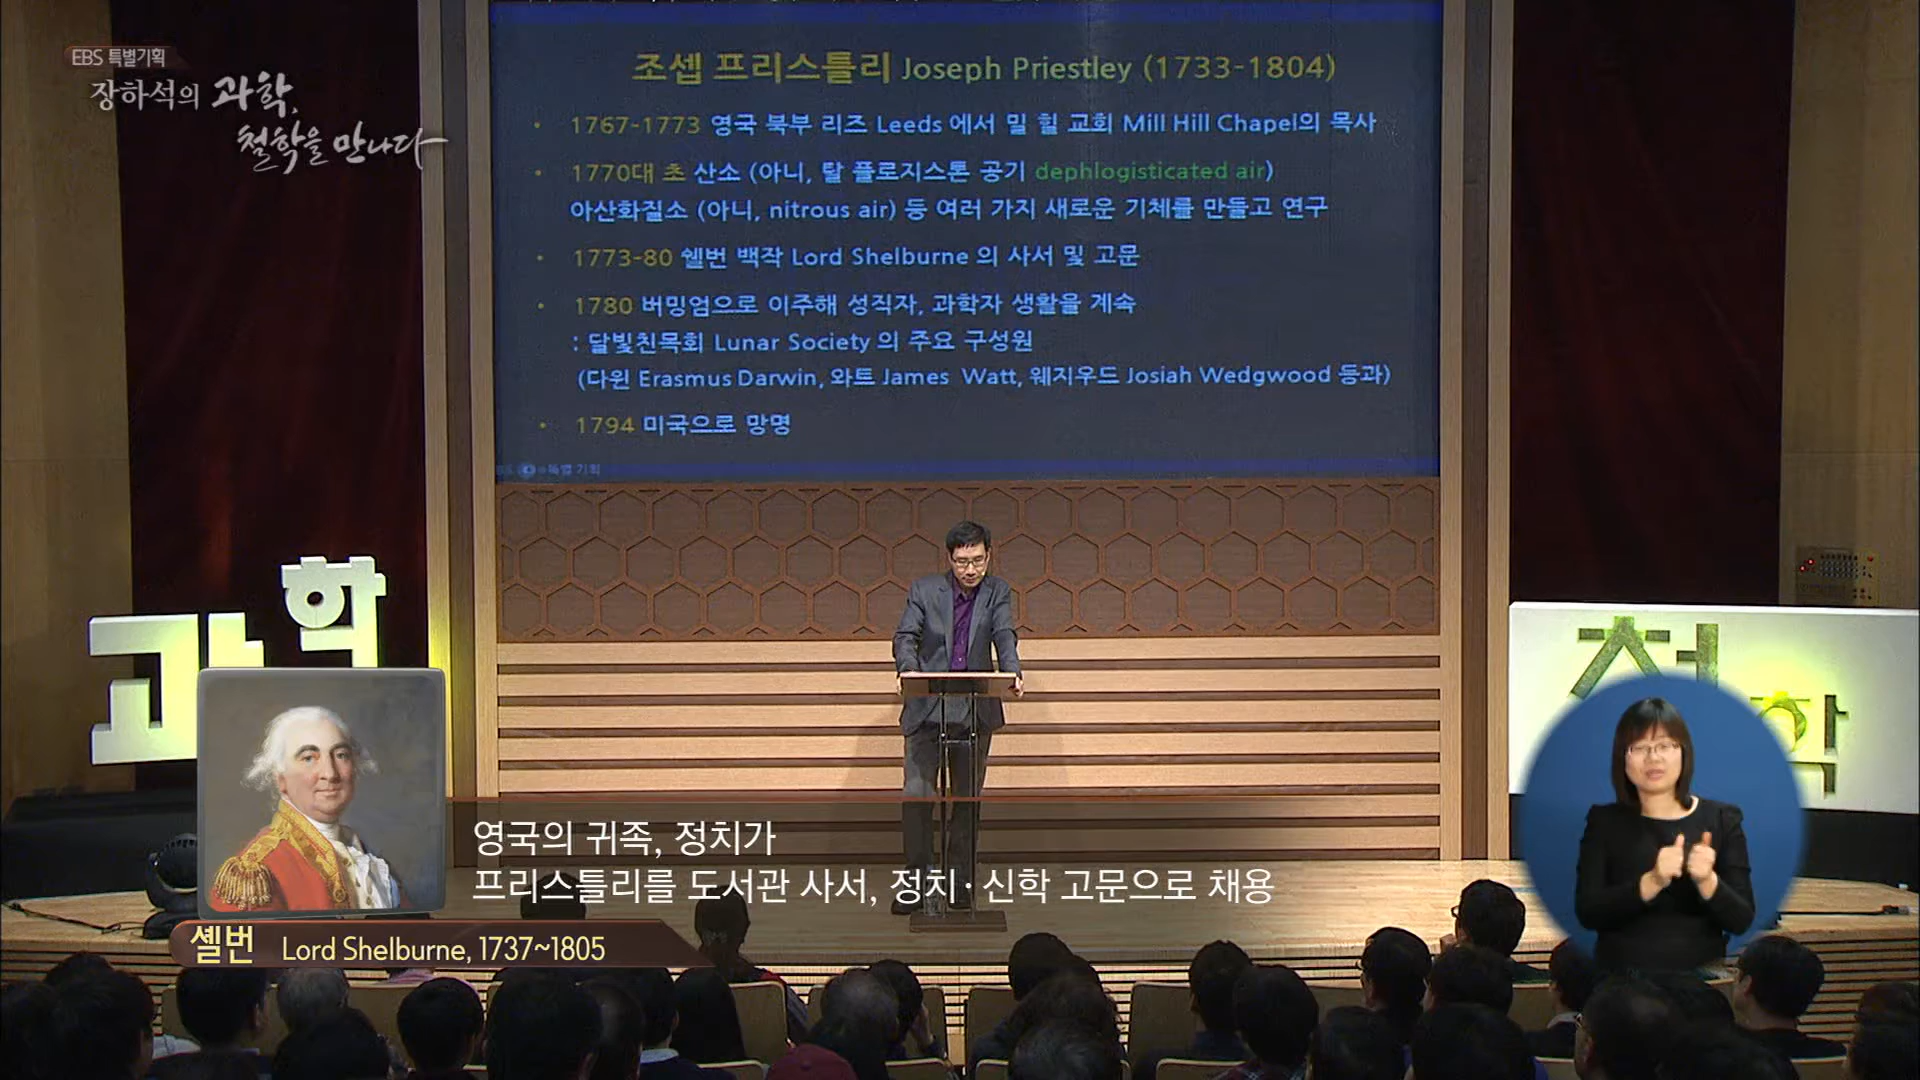 EBS 특별기획
장하석의 과학,
철학을 만나다
조셉 프리스틀리 Joseph Priestley (1733-1804)
• 1767-1773 영국 북부 리즈 Leeds 에서 밀 힐 교회 Mill Hill Chapel의 목사
• 1770대 초 산소 (아니, 탈 플로지스톤 공기 dephlogisticated air)
아산화질소 (아니, nitrous air) 등 여러 가지 새로운 기체를 만들고 연구
• 1773-80 쉘번 백작 Lord Shelburne 의 사서 및 고문
• 1780 버밍엄으로 이주해 성직자, 과학자 생활을 계속
: 달빛친목회 Lunar Society 의 주요 구성원
(다윈 Erasmus Darwin, 와트 James Watt, 웨지우드 Josiah Wedgwood 등과)
• 1794 미국으로 망명
특별기획
과학
철학
영국의 귀족, 정치가
프리스틀리를 도서관 사서, 정치·신학 고문으로 채용
셸번 Lord Shelburne, 1737~1805